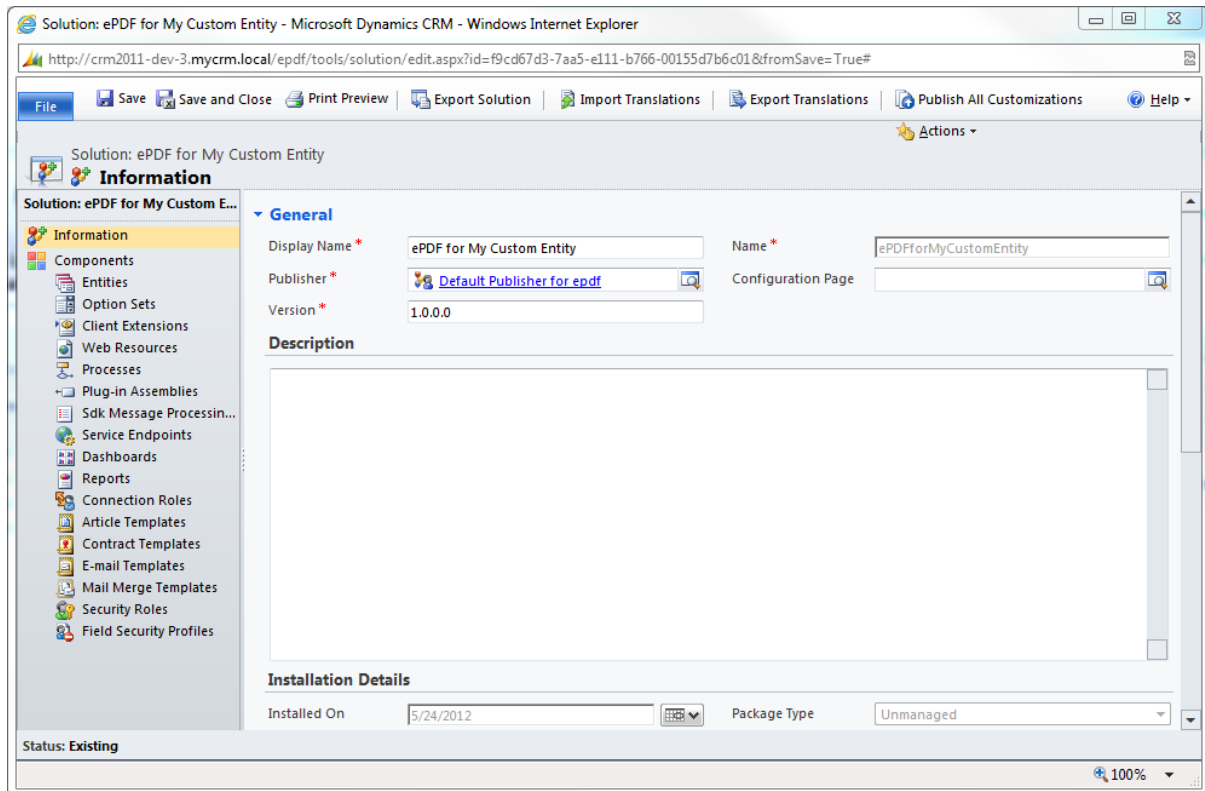 Solution: ePDF for My Custom Entity - Microsoft Dynamics CRM - Windows Internet Explorer
http://crm2011-dev-3.mycrm.local/epdf/tools/solution/edit.aspx?id=f9cd67d3-7aa5-e111-b766-00155d7b6c01&fromSave=True#
File Save Save and Close Print Preview Export Solution Import Translations Export Translations Publish All Customizations Help
Actions
Solution: ePDF for My Custom Entity
Information
Solution: ePDF for My Custom E...
Information
Components
Entities
Option Sets
Client Extensions
Web Resources
Processes
Plug-in Assemblies
Sdk Message Processin...
Service Endpoints
Dashboards
Reports
Connection Roles
Article Templates
Contract Templates
E-mail Templates
Mail Merge Templates
Security Roles
Field Security Profiles
General
Display Name * ePDF for My Custom Entity Name * ePDFforMyCustomEntity
Publisher * Default Publisher for epdf Configuration Page
Version * 1.0.0.0
Description
Installation Details
Installed On 5/24/2012 Package Type Unmanaged
Status: Existing
100%